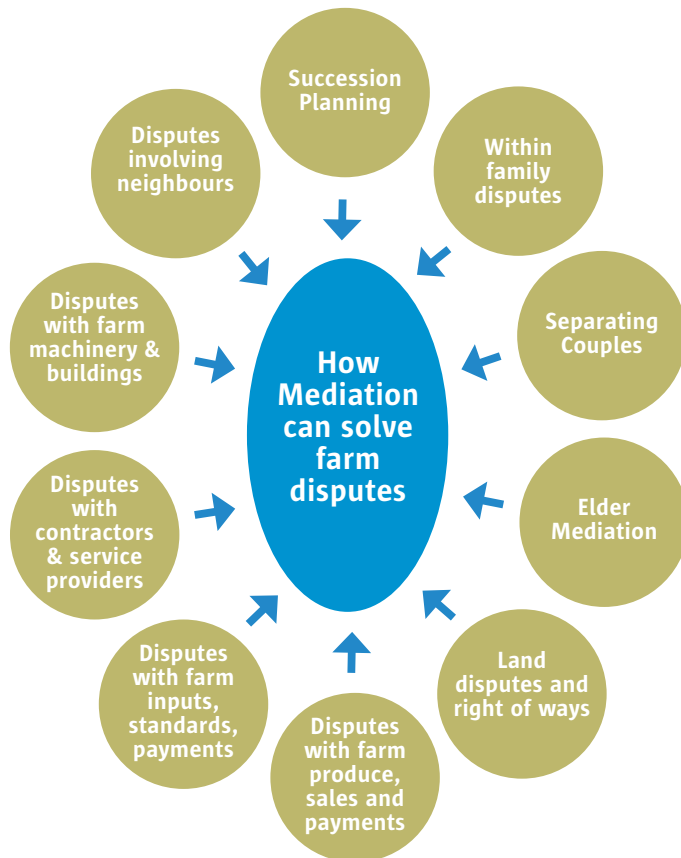 Succession
Planning
Within
family
disputes
Separating
Couples
Elder
Mediation
Land
disputes and
right of ways
Disputes
with farm
produce,
sales and
payments
Disputes
with farm
inputs,
standards,
payments
Disputes
with
contractors
& service
providers
Disputes
with farm
machinery &
buildings
Disputes
involving
neighbours
How
Mediation
can solve
farm
disputes